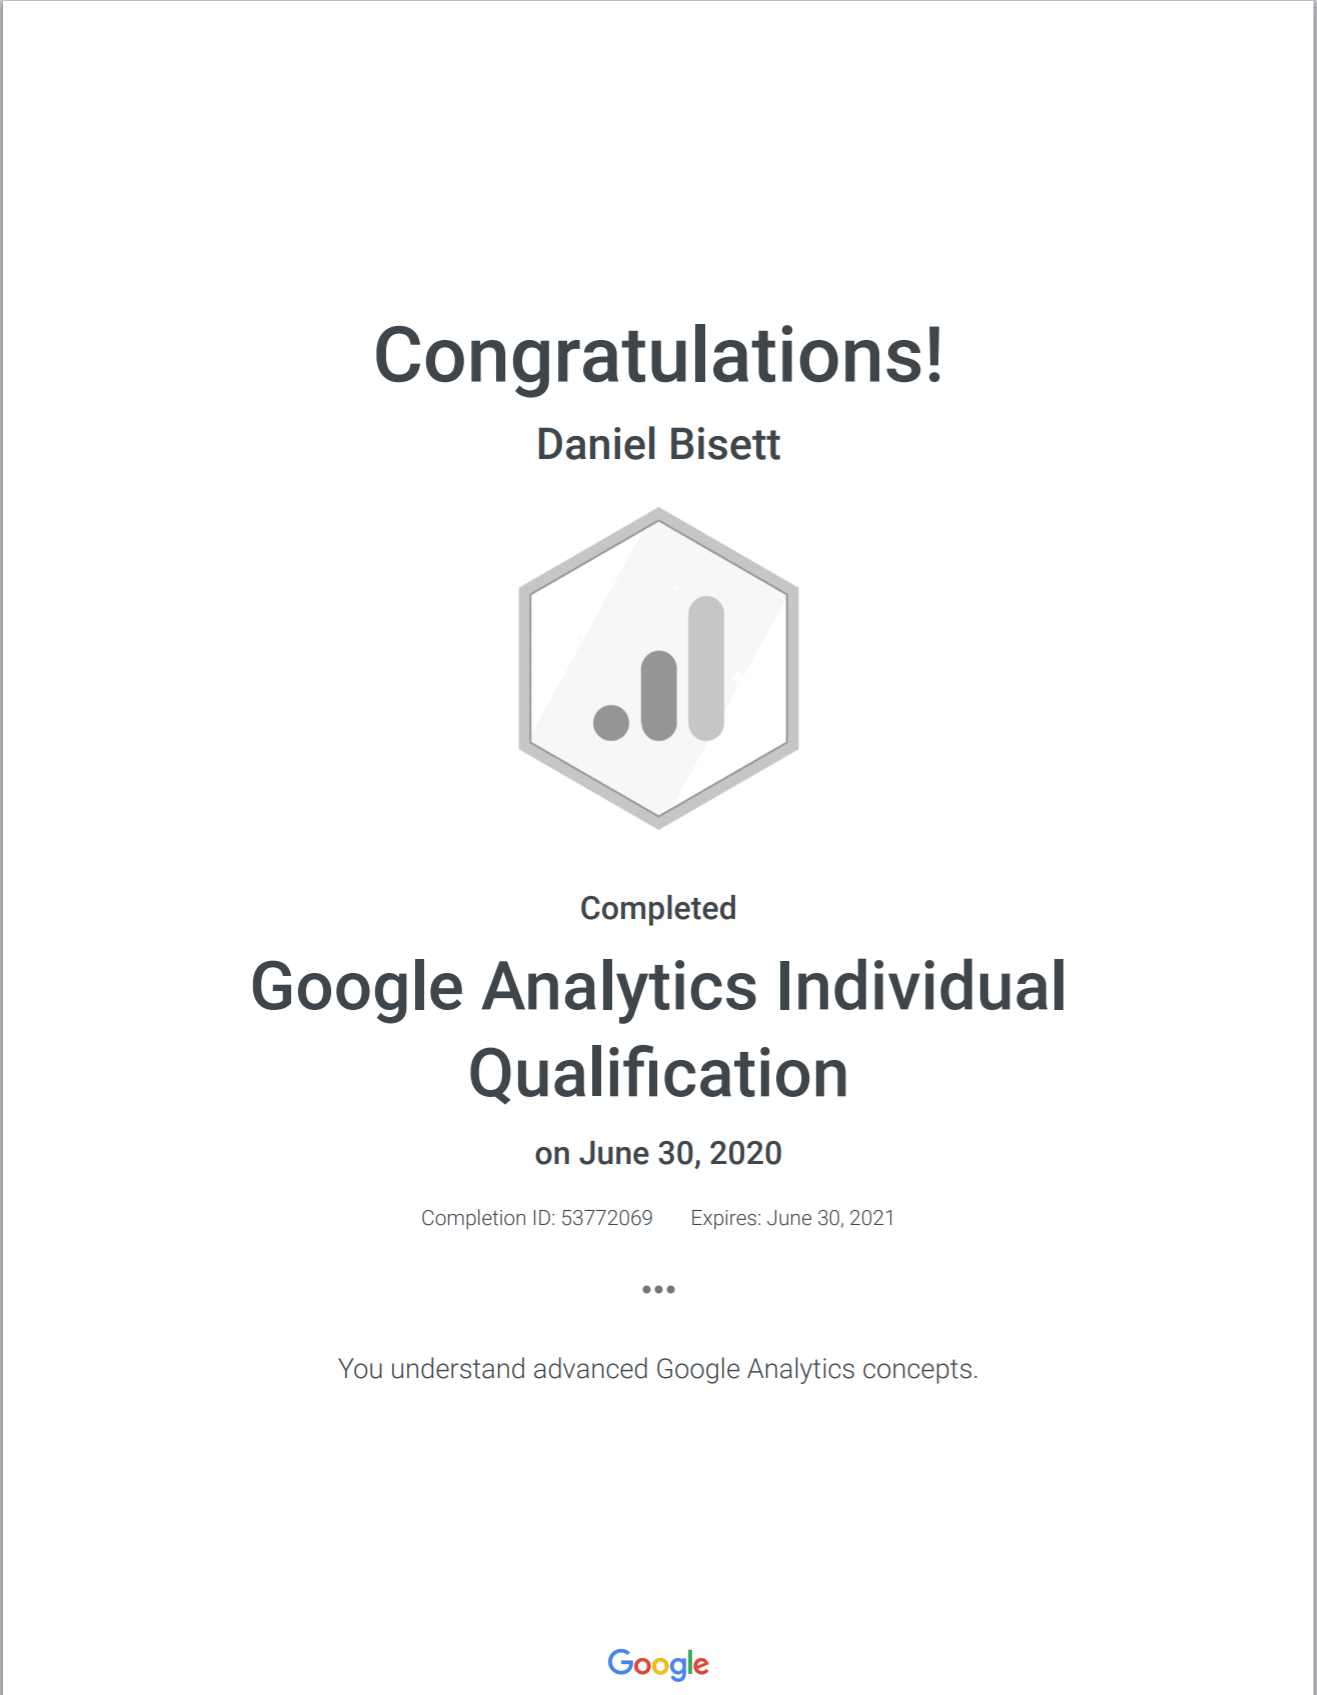 Congratulations!
Daniel Bisett
Completed
Google Analytics Individual
Qualification
on June 30, 2020
Completion ID: 53772069 Expires: June 30, 2021
•••
You understand advanced Google Analytics concepts.
Google